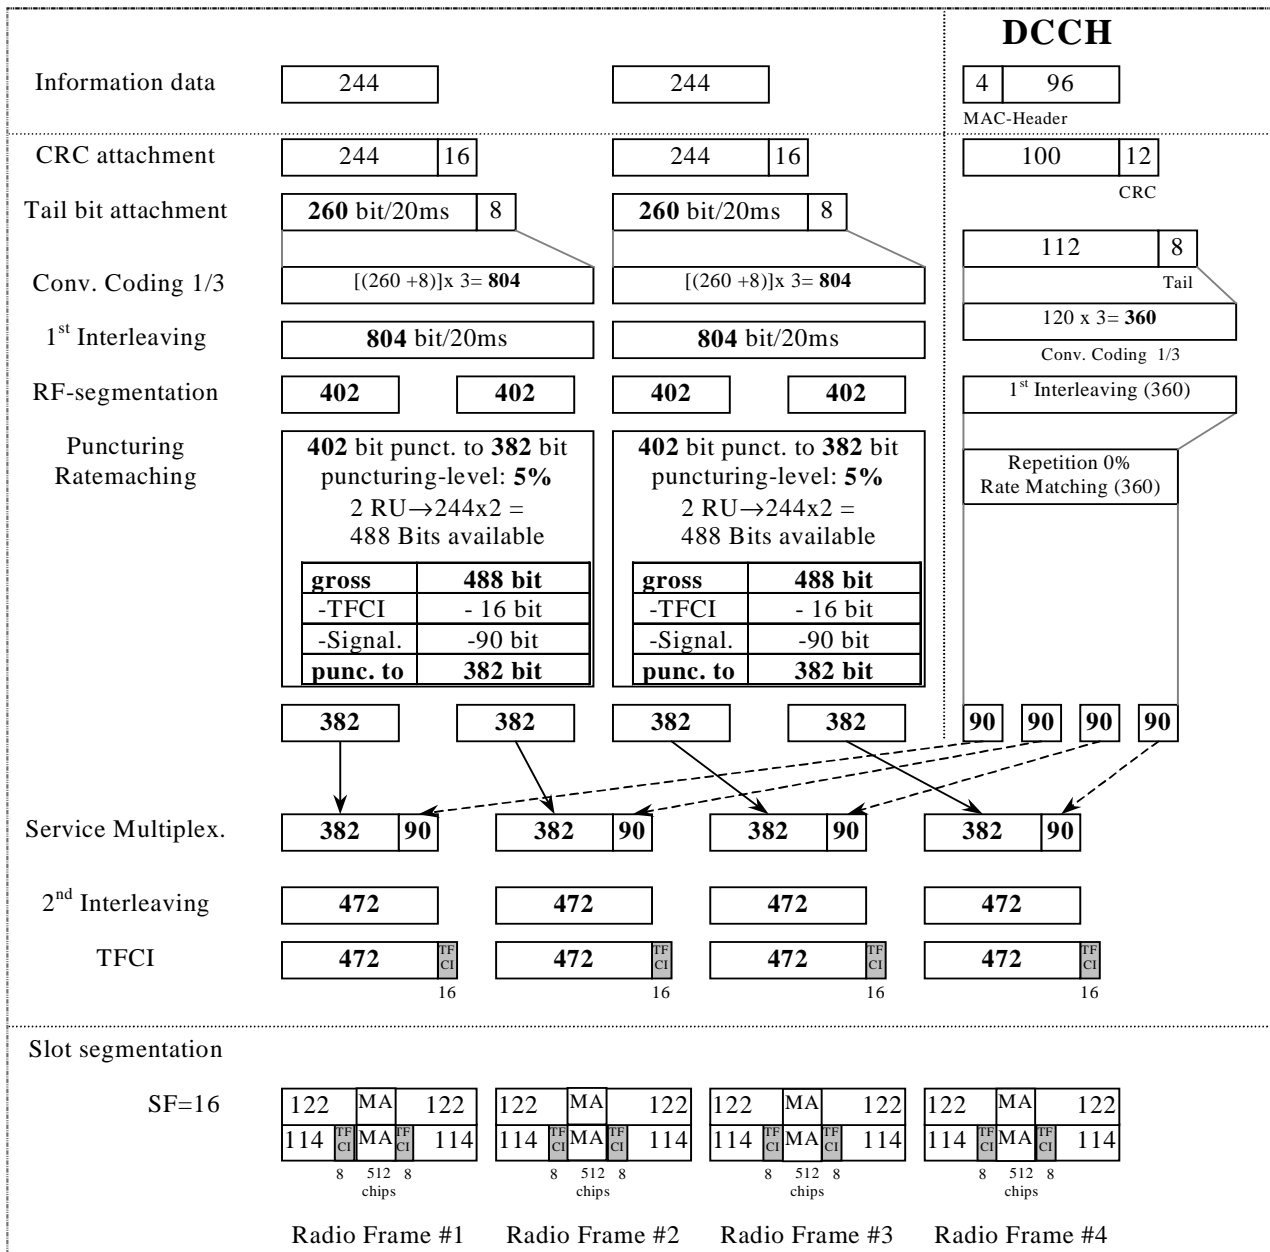 DCCH
Information data 244 244 4 96
MAC-Header
CRC attachment 244 16 244 16 100 12
CRC
Tail bit attachment 260 bit/20ms 8 260 bit/20ms 8
112 8
Tail
Conv. Coding 1/3 [(260 +8)]x 3= 804 [(260 +8)]x 3= 804
120 x 3= 360
Conv. Coding 1/3
1st Interleaving 804 bit/20ms 804 bit/20ms
RF-segmentation 402 402 402 402 1st Interleaving (360)
Puncturing 402 bit punct. to 382 bit 402 bit punct. to 382 bit
Ratemaching puncturing-level: 5% puncturing-level: 5%
Repetition 0%
Rate Matching (360)
2 RU→244x2 = 2 RU→244x2 =
488 Bits available 488 Bits available
gross 488 bit gross 488 bit
-TFCI - 16 bit -TFCI - 16 bit
-Signal. -90 bit -Signal. -90 bit
punc. to 382 bit punc. to 382 bit
382 382 382 382 90 90 90 90
Service Multiplex. 382 90 382 90 382 90 382 90
2nd Interleaving 472 472 472 472
TFCI 472 TF CI 472 TF CI 472 TF CI 472 TF CI
16 16 16 16
Slot segmentation
SF=16 122 MA 122 122 MA 122 122 MA 122 122 MA 122
114 TF CI MA TF CI 114 114 TF CI MA TF CI 114 114 TF CI MA TF CI 114 114 TF CI MA TF CI 114
8 512 8 8 512 8 8 512 8 8 512 8
chips chips chips chips
Radio Frame #1 Radio Frame #2 Radio Frame #3 Radio Frame #4